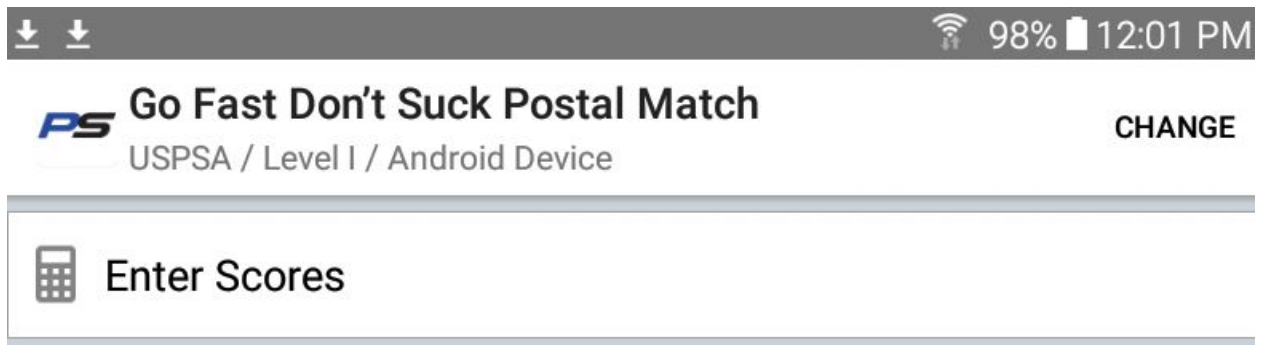 98% 12:01 PM
PS Go Fast Don’t Suck Postal Match
USPSA / Level I / Android Device
CHANGE
Enter Scores